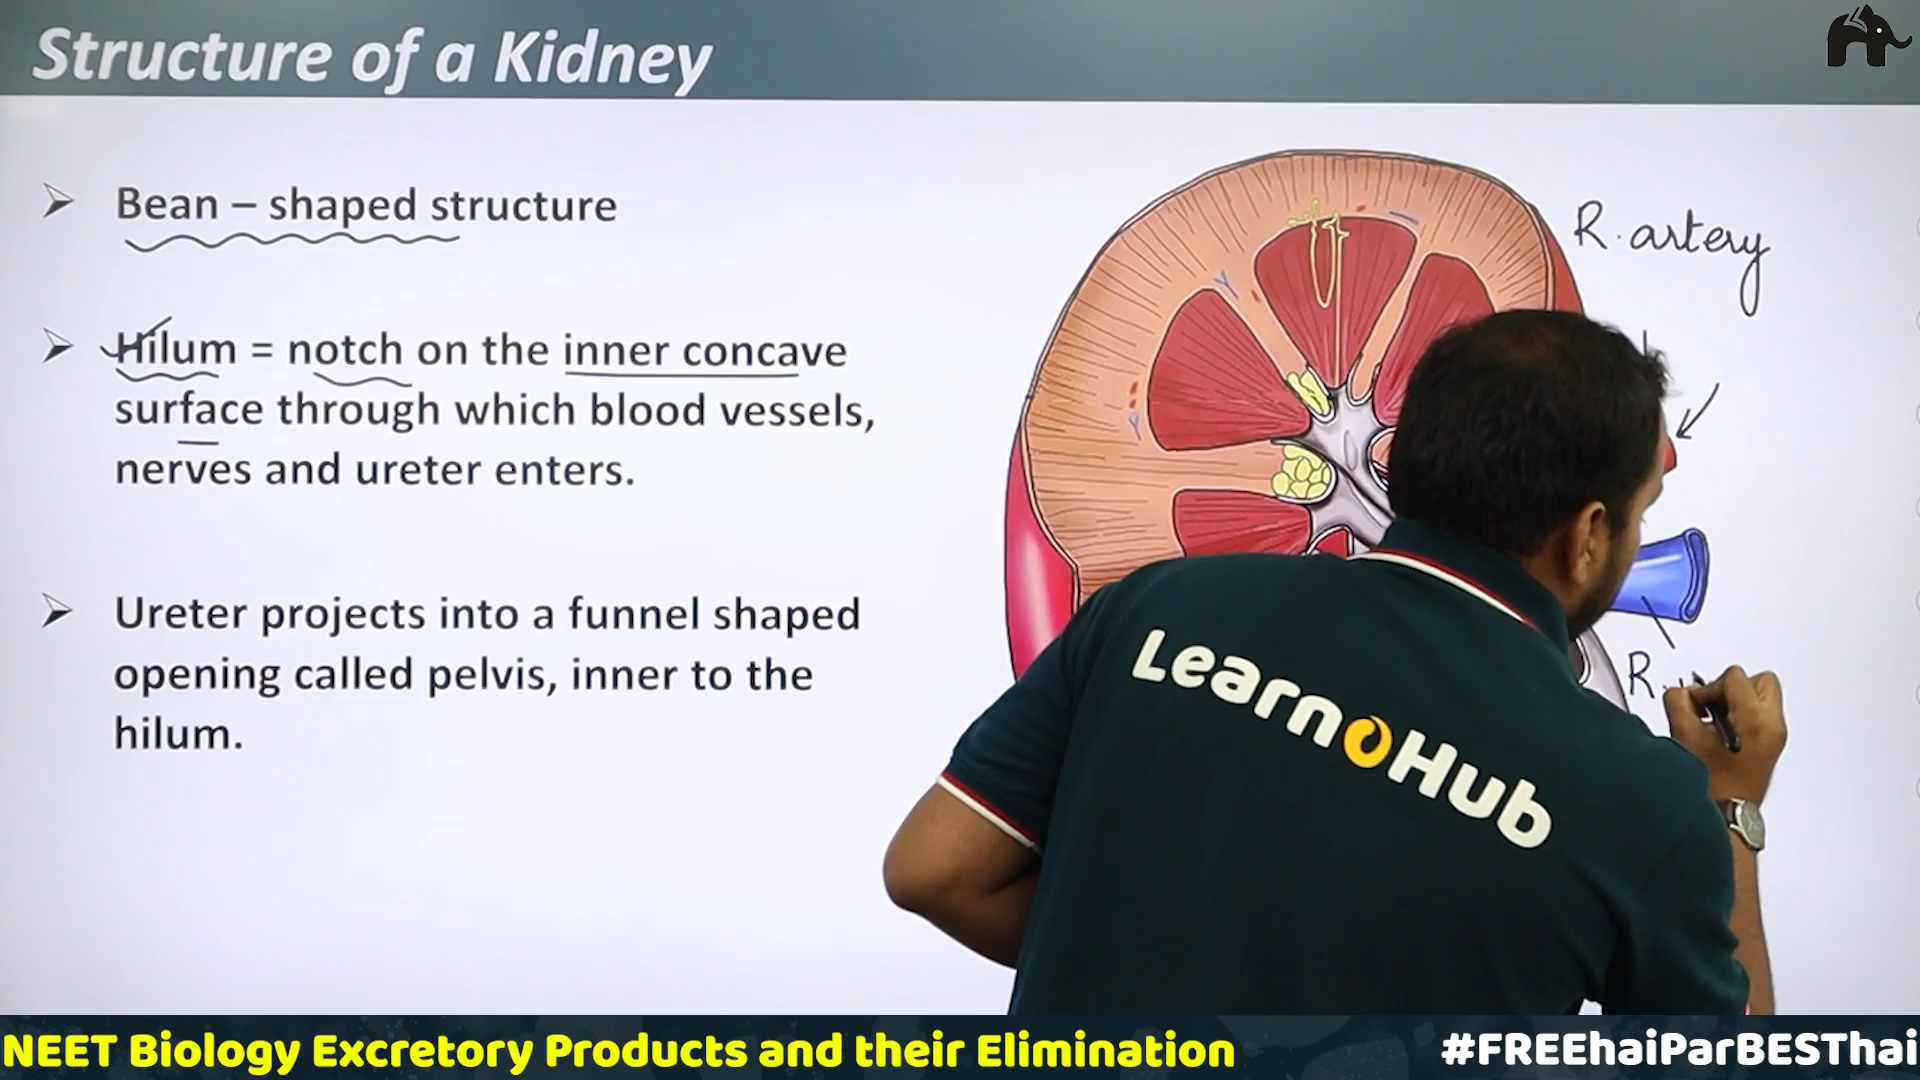 Structure of a Kidney
➢ Bean – shaped structure
➢ Hilum = notch on the inner concave
surface through which blood vessels,
nerves and ureter enters.
➢ Ureter projects into a funnel shaped
opening called pelvis, inner to the
hilum.
R. artery
R.
LearnoHub
NEET Biology Excretory Products and their Elimination
#FREEhaiParBESThai